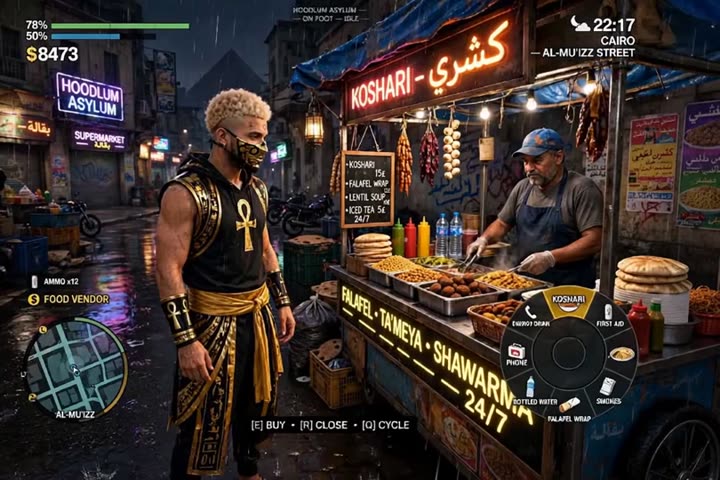 HOODLUM ASYLUM
— ON FOOT — IDLE
78%
50%
$8473
22:17
CAIRO
— AL-MU'IZZ STREET
HOODLUM
ASYLUM
بقالة
SUPERMARKET
بقالة
KOSHARI - كشري
• KOSHARI 15£
• FALAFEL WRAP
• LENTIL SOUP
• ICED TEA 5£
24/7
AMMO x12
$ FOOD VENDOR
AL-MU'IZZ
FALAFEL • TA'MEYA • SHAWARMA
24/7
KOSHARI
ENERGY DRINK
FIRST AID
PHONE
BOTTLED WATER
SMOKES
FALAFEL WRAP
[E] BUY • [R] CLOSE • [Q] CYCLE